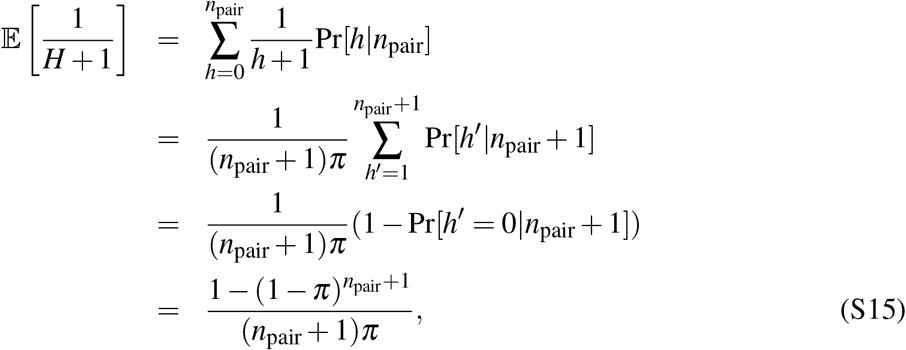 𝔼[1/(H+1)] = ∑_{h=0}^{n_pair} 1/(h+1) Pr[h|n_pair]
= 1/((n_pair+1)π) ∑_{h′=1}^{n_pair+1} Pr[h′|n_pair+1]
= 1/((n_pair+1)π) (1−Pr[h′=0|n_pair+1])
= (1−(1−π)^{n_pair+1})/((n_pair+1)π), (S15)